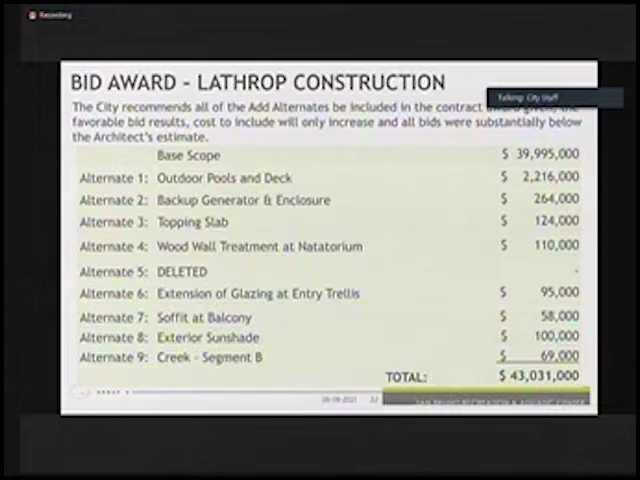 Recording
BID AWARD - LATHROP CONSTRUCTION
Talking: City Staff
The City recommends all of the Add Alternates be included in the contract
favorable bid results, cost to include will only increase and all bids were substantially below
the Architect's estimate.
Base Scope $ 39,995,000
Alternate 1: Outdoor Pools and Deck $ 2,216,000
Alternate 2: Backup Generator & Enclosure $ 264,000
Alternate 3: Topping Slab $ 124,000
Alternate 4: Wood Wall Treatment at Natatorium $ 110,000
Alternate 5: DELETED -
Alternate 6: Extension of Glazing at Entry Trellis $ 95,000
Alternate 7: Soffit at Balcony $ 58,000
Alternate 8: Exterior Sunshade $ 100,000
Alternate 9: Creek - Segment B $ 69,000
TOTAL: $ 43,031,000
SAN BRUNO RECREATION & AQUATIC CENTER